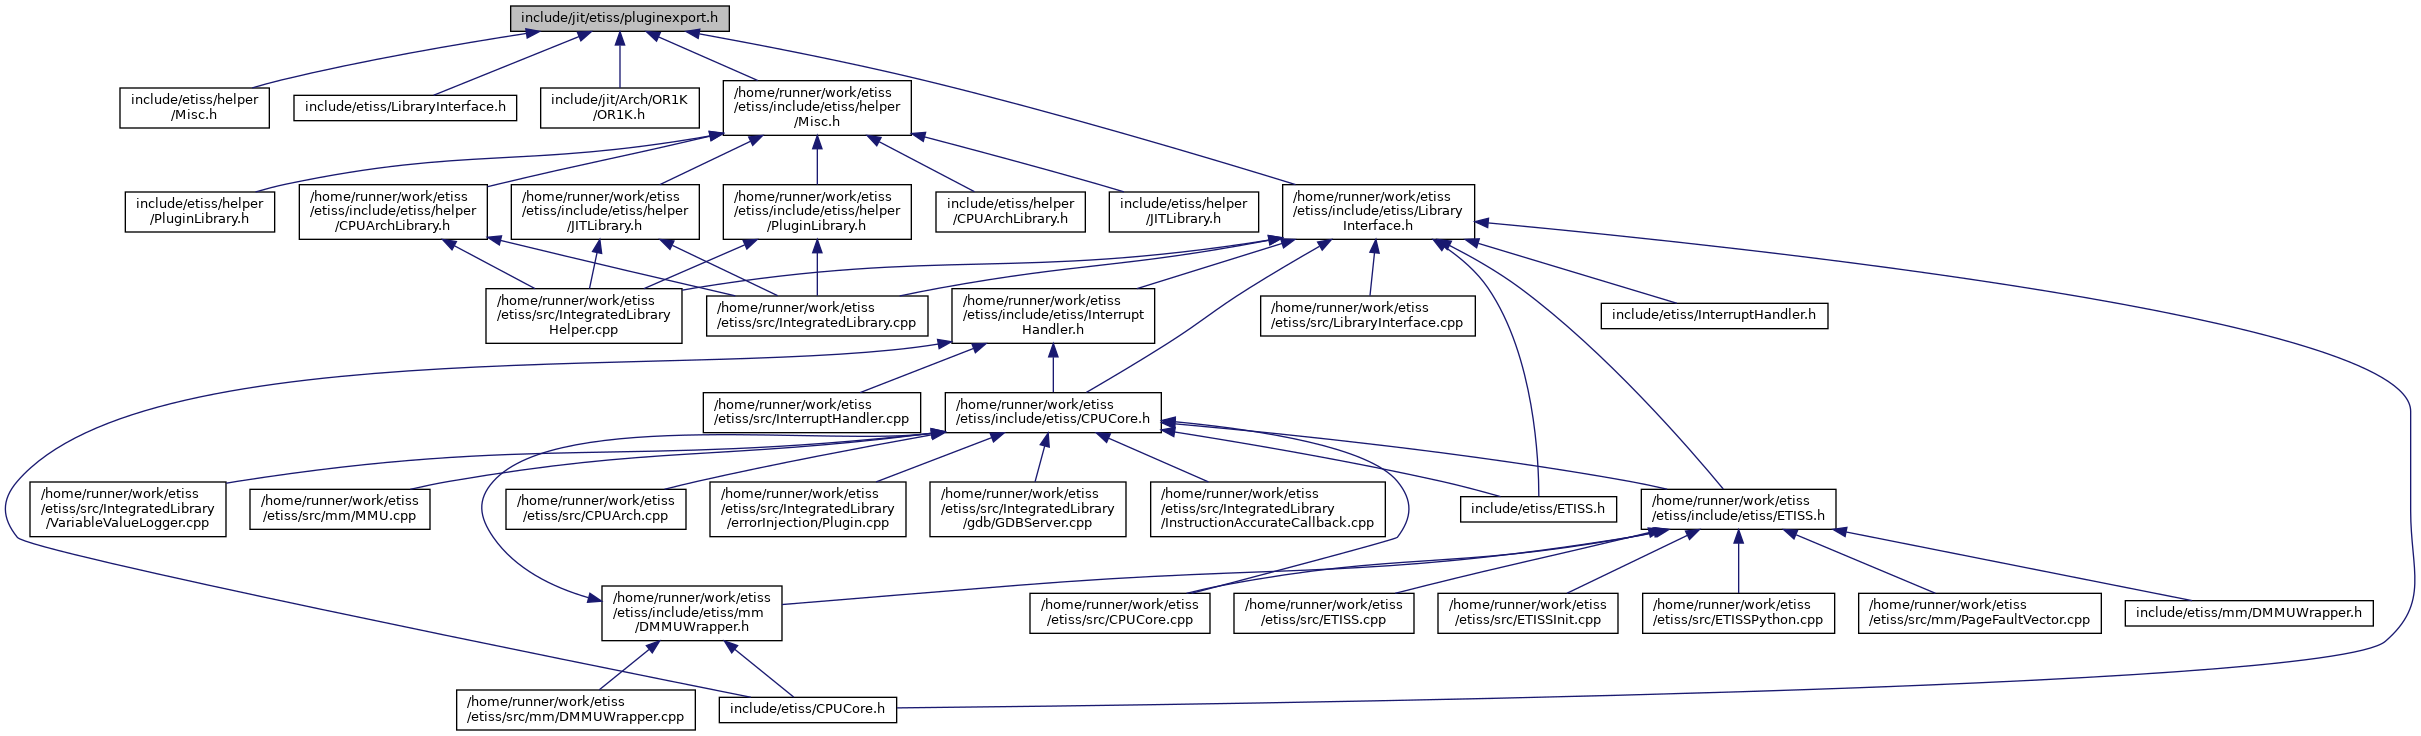 include/jit/etiss/pluginexport.h
include/etiss/helper
/Misc.h
include/etiss/LibraryInterface.h
include/jit/Arch/OR1K
/OR1K.h
/home/runner/work/etiss
/etiss/include/etiss/helper
/Misc.h
include/etiss/helper
/PluginLibrary.h
/home/runner/work/etiss
/etiss/include/etiss/helper
/CPUArchLibrary.h
/home/runner/work/etiss
/etiss/include/etiss/helper
/JITLibrary.h
/home/runner/work/etiss
/etiss/include/etiss/helper
/PluginLibrary.h
include/etiss/helper
/CPUArchLibrary.h
include/etiss/helper
/JITLibrary.h
/home/runner/work/etiss
/etiss/include/etiss/Library
Interface.h
/home/runner/work/etiss
/etiss/src/IntegratedLibrary
Helper.cpp
/home/runner/work/etiss
/etiss/src/IntegratedLibrary.cpp
/home/runner/work/etiss
/etiss/include/etiss/Interrupt
Handler.h
/home/runner/work/etiss
/etiss/src/LibraryInterface.cpp
include/etiss/InterruptHandler.h
/home/runner/work/etiss
/etiss/src/InterruptHandler.cpp
/home/runner/work/etiss
/etiss/include/etiss/CPUCore.h
/home/runner/work/etiss
/etiss/src/IntegratedLibrary
/VariableValueLogger.cpp
/home/runner/work/etiss
/etiss/src/mm/MMU.cpp
/home/runner/work/etiss
/etiss/src/CPUArch.cpp
/home/runner/work/etiss
/etiss/src/IntegratedLibrary
/errorInjection/Plugin.cpp
/home/runner/work/etiss
/etiss/src/IntegratedLibrary
/gdb/GDBServer.cpp
/home/runner/work/etiss
/etiss/src/IntegratedLibrary
/InstructionAccurateCallback.cpp
include/etiss/ETISS.h
/home/runner/work/etiss
/etiss/include/etiss/ETISS.h
/home/runner/work/etiss
/etiss/include/etiss/mm
/DMMUWrapper.h
/home/runner/work/etiss
/etiss/src/CPUCore.cpp
/home/runner/work/etiss
/etiss/src/ETISS.cpp
/home/runner/work/etiss
/etiss/src/ETISSInit.cpp
/home/runner/work/etiss
/etiss/src/ETISSPython.cpp
/home/runner/work/etiss
/etiss/src/mm/PageFaultVector.cpp
include/etiss/mm/DMMUWrapper.h
/home/runner/work/etiss
/etiss/src/mm/DMMUWrapper.cpp
include/etiss/CPUCore.h